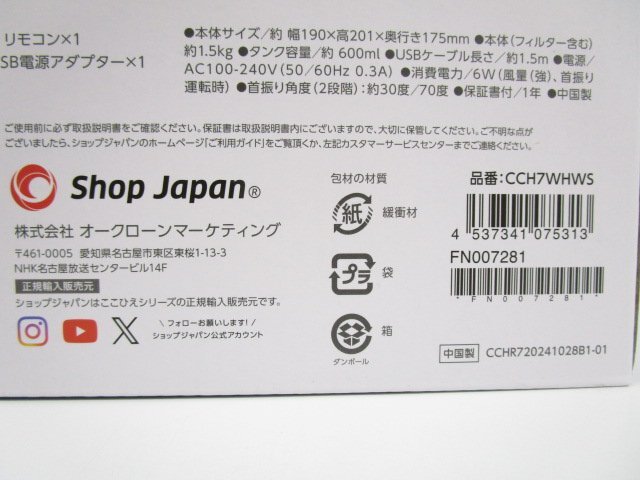 リモコン×1
SB電源アダプター×1
●本体サイズ/約 幅190×高201×奥行き175mm ●本体(フィルター含む)
約1.5kg ●タンク容量/約 600ml ●USBケーブル長さ/約1.5m ●電源/
AC100-240V(50/60Hz 0.3A) ●消費電力/6W(風量(強)、首振り
運転時) ●首振り角度(2段階):約30度/70度 ●保証書付/1年 ●中国製
ご使用前に必ず取扱説明書をご確認ください。保証書は取扱説明書内にございますので、大切に保管してください。ご不明な点が
ございましたら、ショップジャパンのホームページ「ご利用ガイド」をご覧頂くか、左記カスタマーサービスセンターまでご連絡ください。
Shop Japan®
株式会社 オークローンマーケティング
〒461-0005 愛知県名古屋市東区東桜1-13-3
NHK名古屋放送センタービル14F
正規輸入販売元
ショップジャパンはここひえシリーズの正規輸入販売元です。
\ フォローお願いします! /
ショップジャパン公式アカウント
包材の材質
紙
緩衝材
プラ
袋
箱
ダンボール
品番:CCH7WHWS
4 537341 075313
FN007281
*FN007281*
中国製
CCHR720241028B1-01